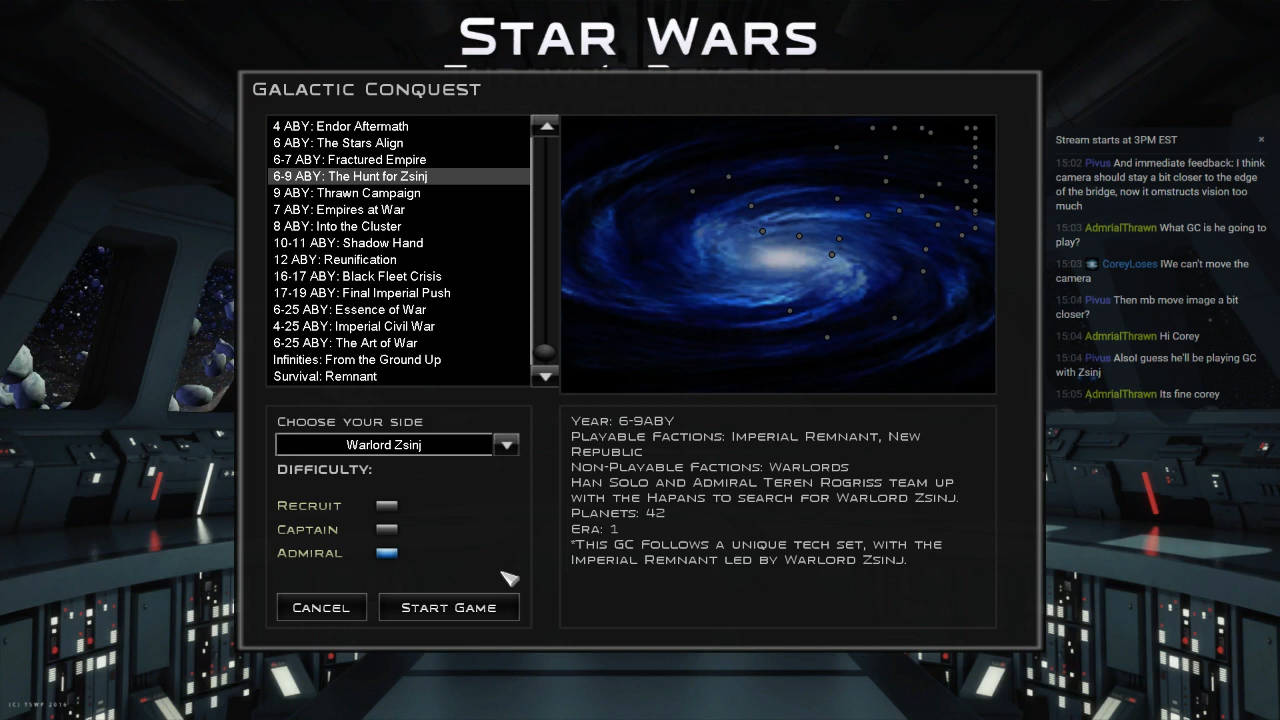 STAR WARS
GALACTIC CONQUEST
4 ABY: Endor Aftermath
6 ABY: The Stars Align
6-7 ABY: Fractured Empire
6-9 ABY: The Hunt for Zsinj
9 ABY: Thrawn Campaign
7 ABY: Empires at War
8 ABY: Into the Cluster
10-11 ABY: Shadow Hand
12 ABY: Reunification
16-17 ABY: Black Fleet Crisis
17-19 ABY: Final Imperial Push
6-25 ABY: Essence of War
4-25 ABY: Imperial Civil War
6-25 ABY: The Art of War
Infinities: From the Ground Up
Survival: Remnant
CHOOSE YOUR SIDE
Warlord Zsinj
DIFFICULTY:
RECRUIT
CAPTAIN
ADMIRAL
CANCEL
START GAME
YEAR: 6-9ABY
PLAYABLE FACTIONS: IMPERIAL REMNANT, NEW
REPUBLIC
NON-PLAYABLE FACTIONS: WARLORDS
HAN SOLO AND ADMIRAL TEREN ROGRISS TEAM UP
WITH THE HAPANS TO SEARCH FOR WARLORD ZSINJ.
PLANETS: 42
ERA: 1
*THIS GC FOLLOWS A UNIQUE TECH SET, WITH THE
IMPERIAL REMNANT LED BY WARLORD ZSINJ.
Stream starts at 3PM EST
15:02 Pivus And immediate feedback: I think
camera should stay a bit closer to the edge
of the bridge, now it omstructs vision too
much
15:03 AdmrialThrawn What GC is he going to
play?
15:03 CoreyLoses IWe can't move the
camera
15:04 Pivus Then mb move image a bit
closer?
15:04 AdmrialThrawn Hi Corey
15:04 Pivus AlsoI guess he'll be playing GC
with Zsinj
15:05 AdmrialThrawn Its fine corey
(C) TSWP 2016